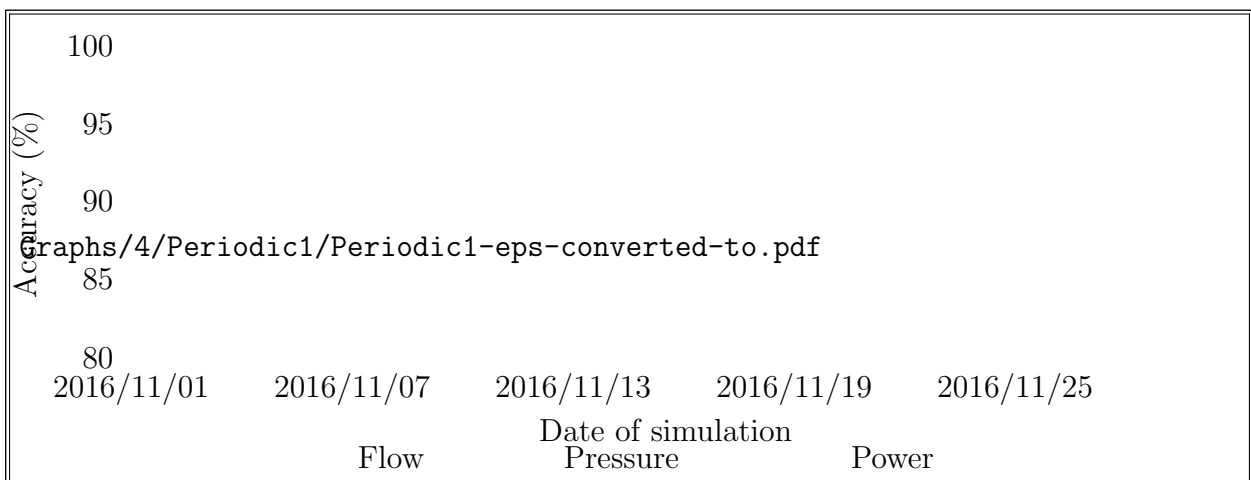 100
95
90
85
80
Accuracy (%)
Graphs/4/Periodic1/Periodic1-eps-converted-to.pdf
2016/11/01 2016/11/07 2016/11/13 2016/11/19 2016/11/25
Date of simulation
Flow Pressure Power